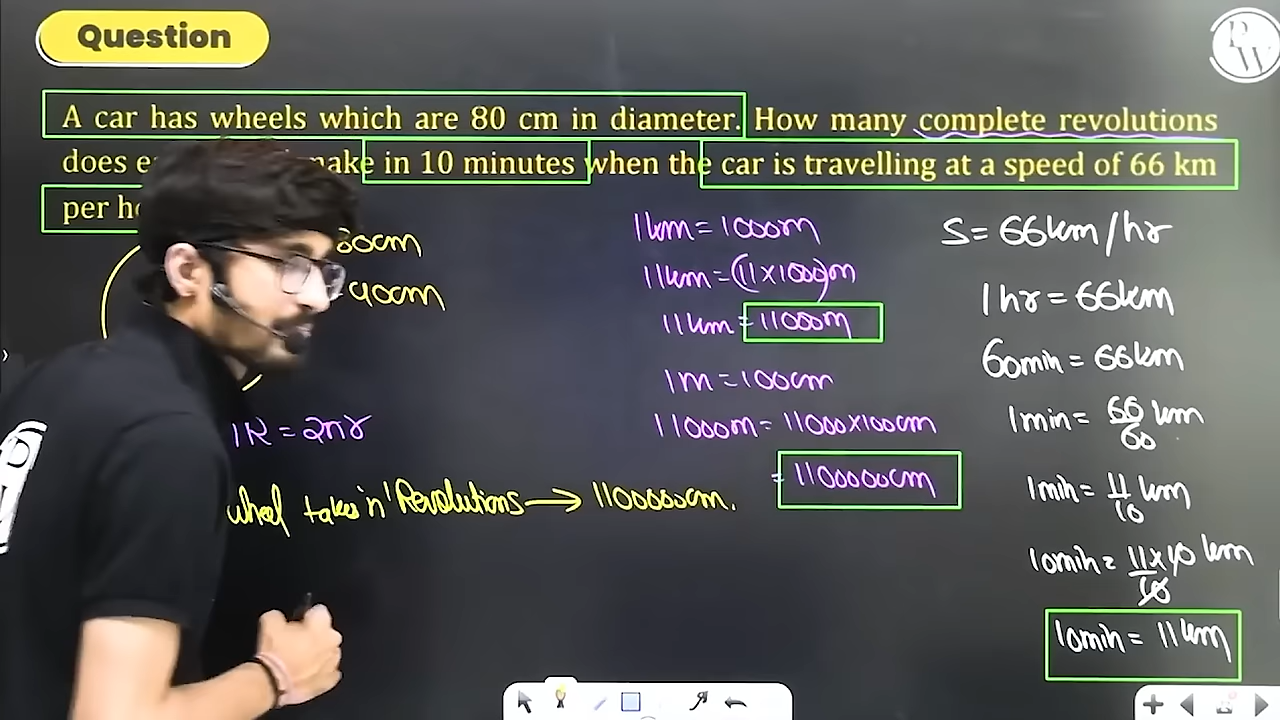 Question
PW
A car has wheels which are 80 cm in diameter. How many complete revolutions
does make in 10 minutes when the car is travelling at a speed of 66 km
per
80cm
40cm
1R = 2πr
wheel takes 'n' Revolutions → 1100000cm.
1km = 1000m
11km = (11×1000)m
11km = 11000m
1m = 100cm
11000m = 11000×100cm
= 1100000cm
S = 66km/hr
1hr = 66km
60min = 66km
1min = 66/60 km
1min = 11/10 km
10min = 11×10/10 km
10min = 11km